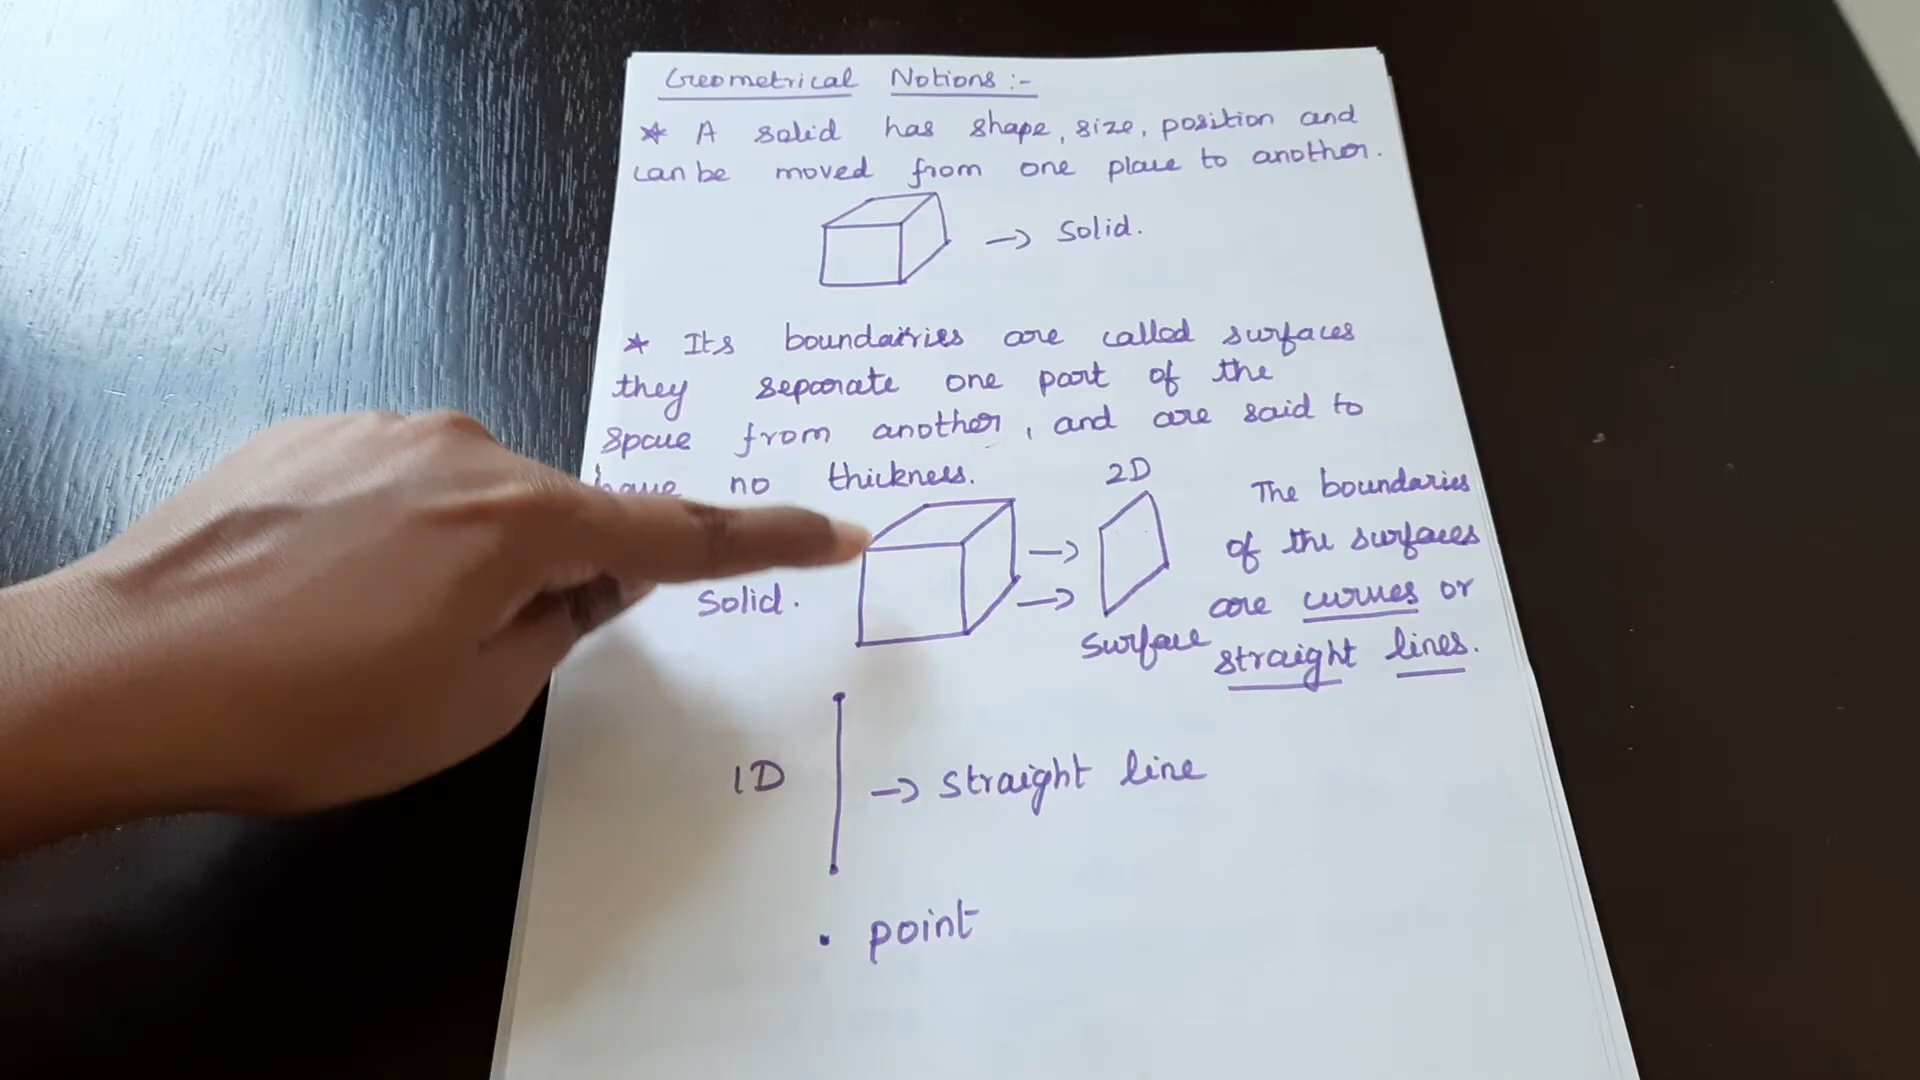 Geometrical Notions :-
* A solid has shape, size, position and
can be moved from one place to another.
→ Solid.
* Its boundaries are called surfaces
they separate one part of the
space from another, and are said to
have no thickness.
2D
Solid.
Surface
The boundaries
of the surfaces
are curves or
straight lines.
1D → straight line
. point